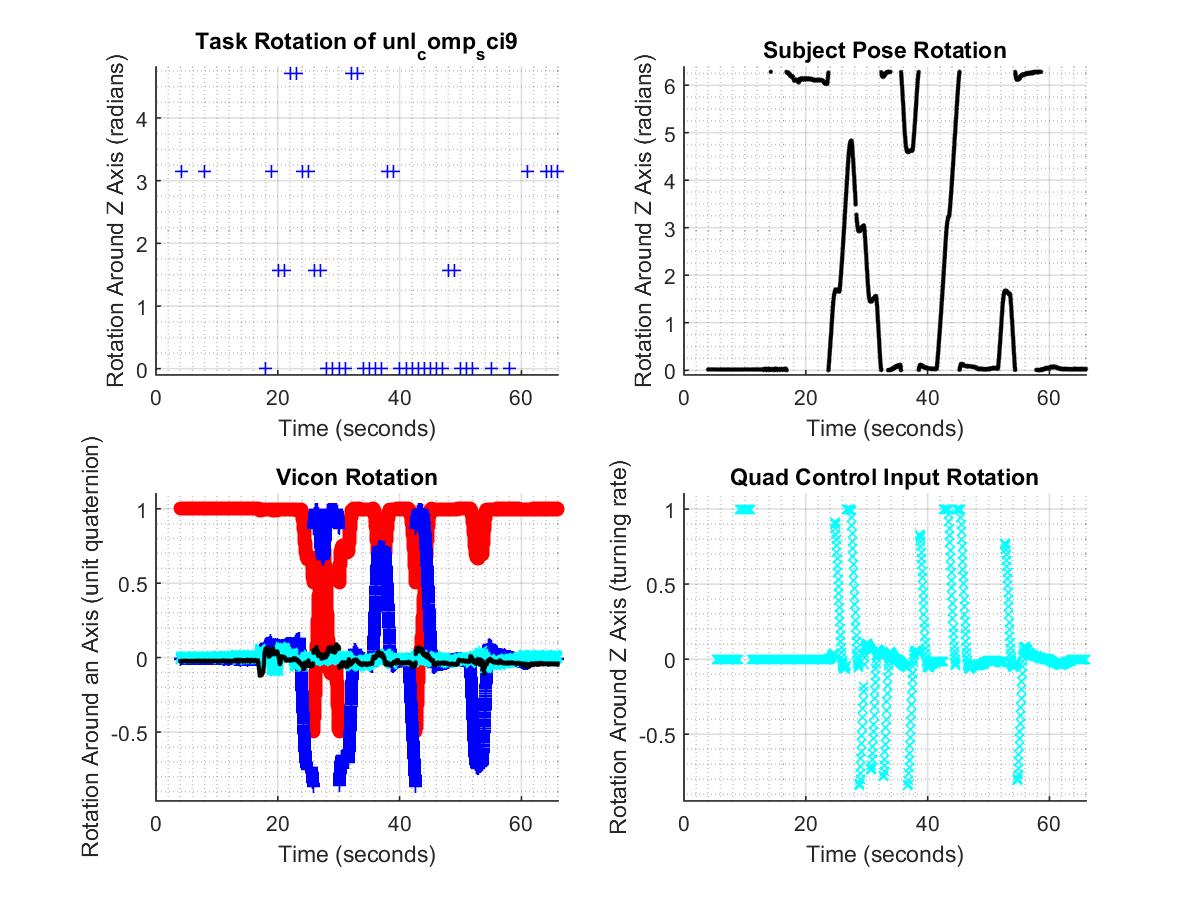 Task Rotation of unl_comp_sci9
Rotation Around Z Axis (radians)
4
3
2
1
0
0 20 40 60
Time (seconds)
Subject Pose Rotation
Rotation Around Z Axis (radians)
6
5
4
3
2
1
0
0 20 40 60
Time (seconds)
Vicon Rotation
Rotation Around an Axis (unit quaternion)
1
0.5
0
-0.5
0 20 40 60
Time (seconds)
Quad Control Input Rotation
Rotation Around Z Axis (turning rate)
1
0.5
0
-0.5
0 20 40 60
Time (seconds)